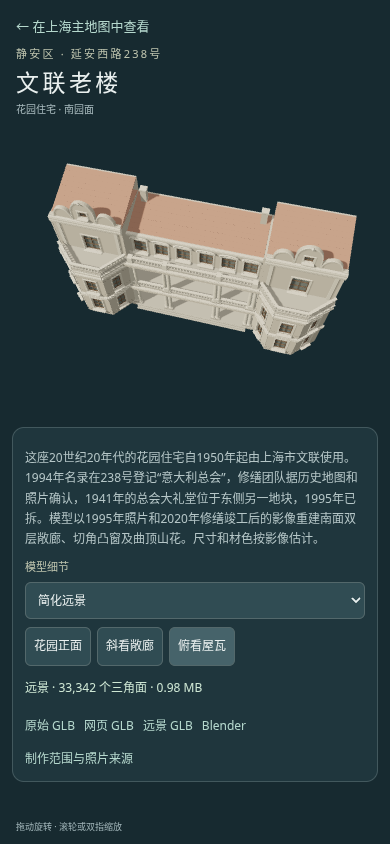 ← 在上海主地图中查看
静安区 · 延安西路238号
文联老楼
花园住宅 · 南园面
这座20世纪20年代的花园住宅自1950年起由上海市文联使用。
1994年名录在238号登记“意大利总会”，修缮团队据历史地图和
照片确认，1941年的总会大礼堂位于东侧另一地块，1995年已
拆。模型以1995年照片和2020年修缮竣工后的影像重建南面双
层敞廊、切角凸窗及曲顶山花。尺寸和材色按影像估计。
模型细节
简化远景
花园正面 斜看敞廊 俯看屋瓦
远景 · 33,342 个三角面 · 0.98 MB
原始 GLB 网页 GLB 远景 GLB Blender
制作范围与照片来源
拖动旋转 · 滚轮或双指缩放